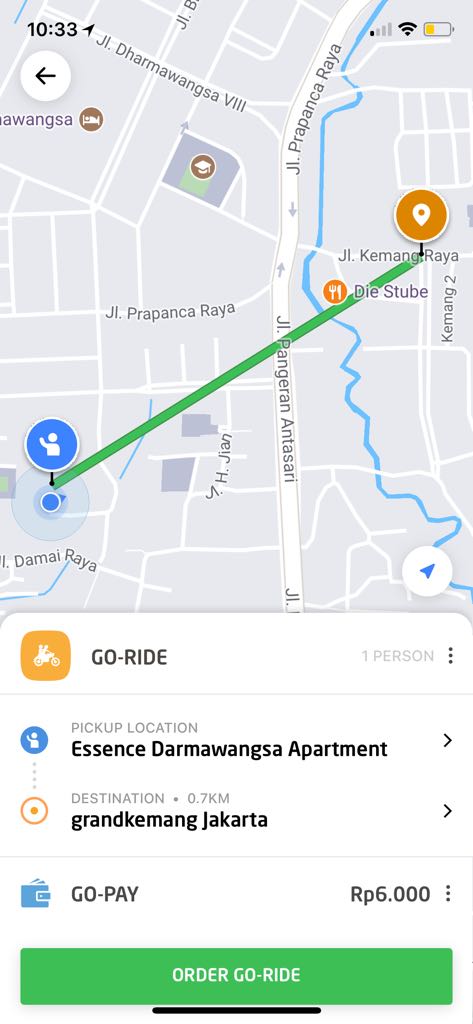 10:33
Jl. B
Jl. Dharmawangsa VIII
Jl. Prapanca Raya
awangsa
Jl. Kemang Raya
Die Stube
Kemang 2
Jl. Prapanca Raya
Jl. Pangeran Antasari
Jl. H. Jian
Jl. Damai Raya
Jl.
GO-RIDE
1 PERSON
PICKUP LOCATION
Essence Darmawangsa Apartment
DESTINATION • 0.7KM
grandkemang Jakarta
GO-PAY
Rp6.000
ORDER GO-RIDE